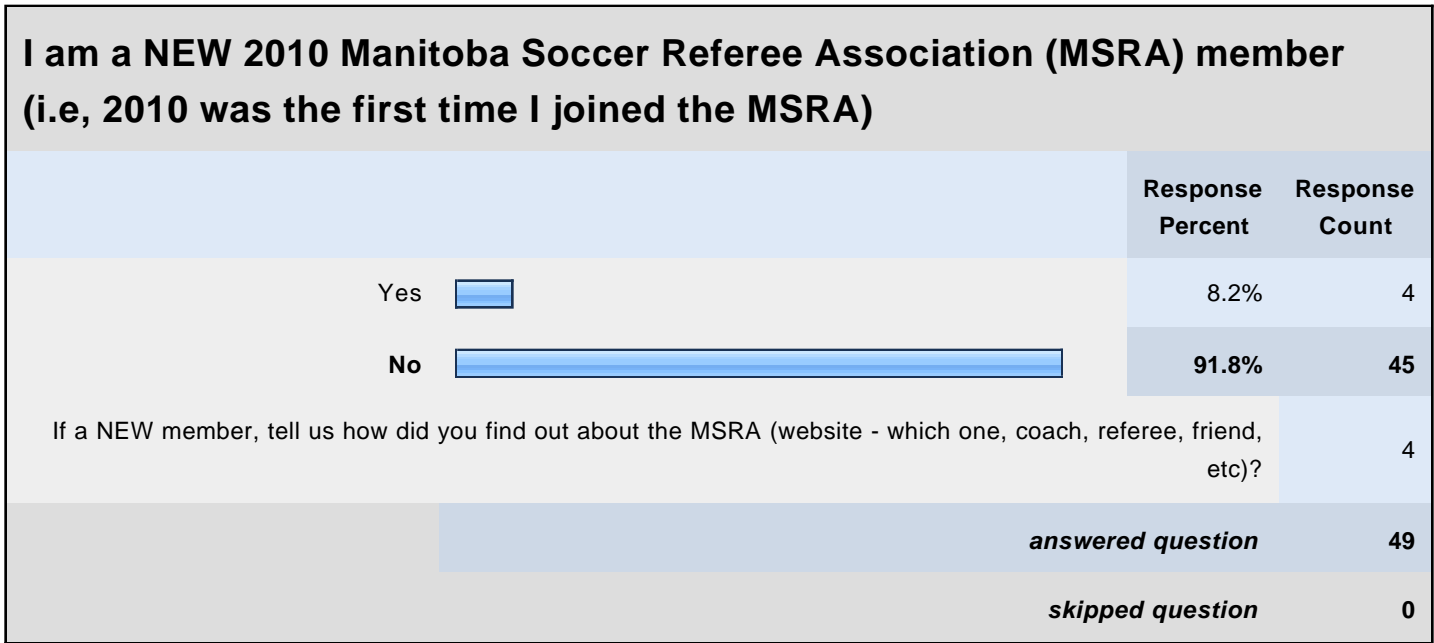 I am a NEW 2010 Manitoba Soccer Referee Association (MSRA) member
(i.e, 2010 was the first time I joined the MSRA)
Response Percent Response Count
Yes 8.2% 4
No 91.8% 45
If a NEW member, tell us how did you find out about the MSRA (website - which one, coach, referee, friend,
etc)? 4
answered question 49
skipped question 0